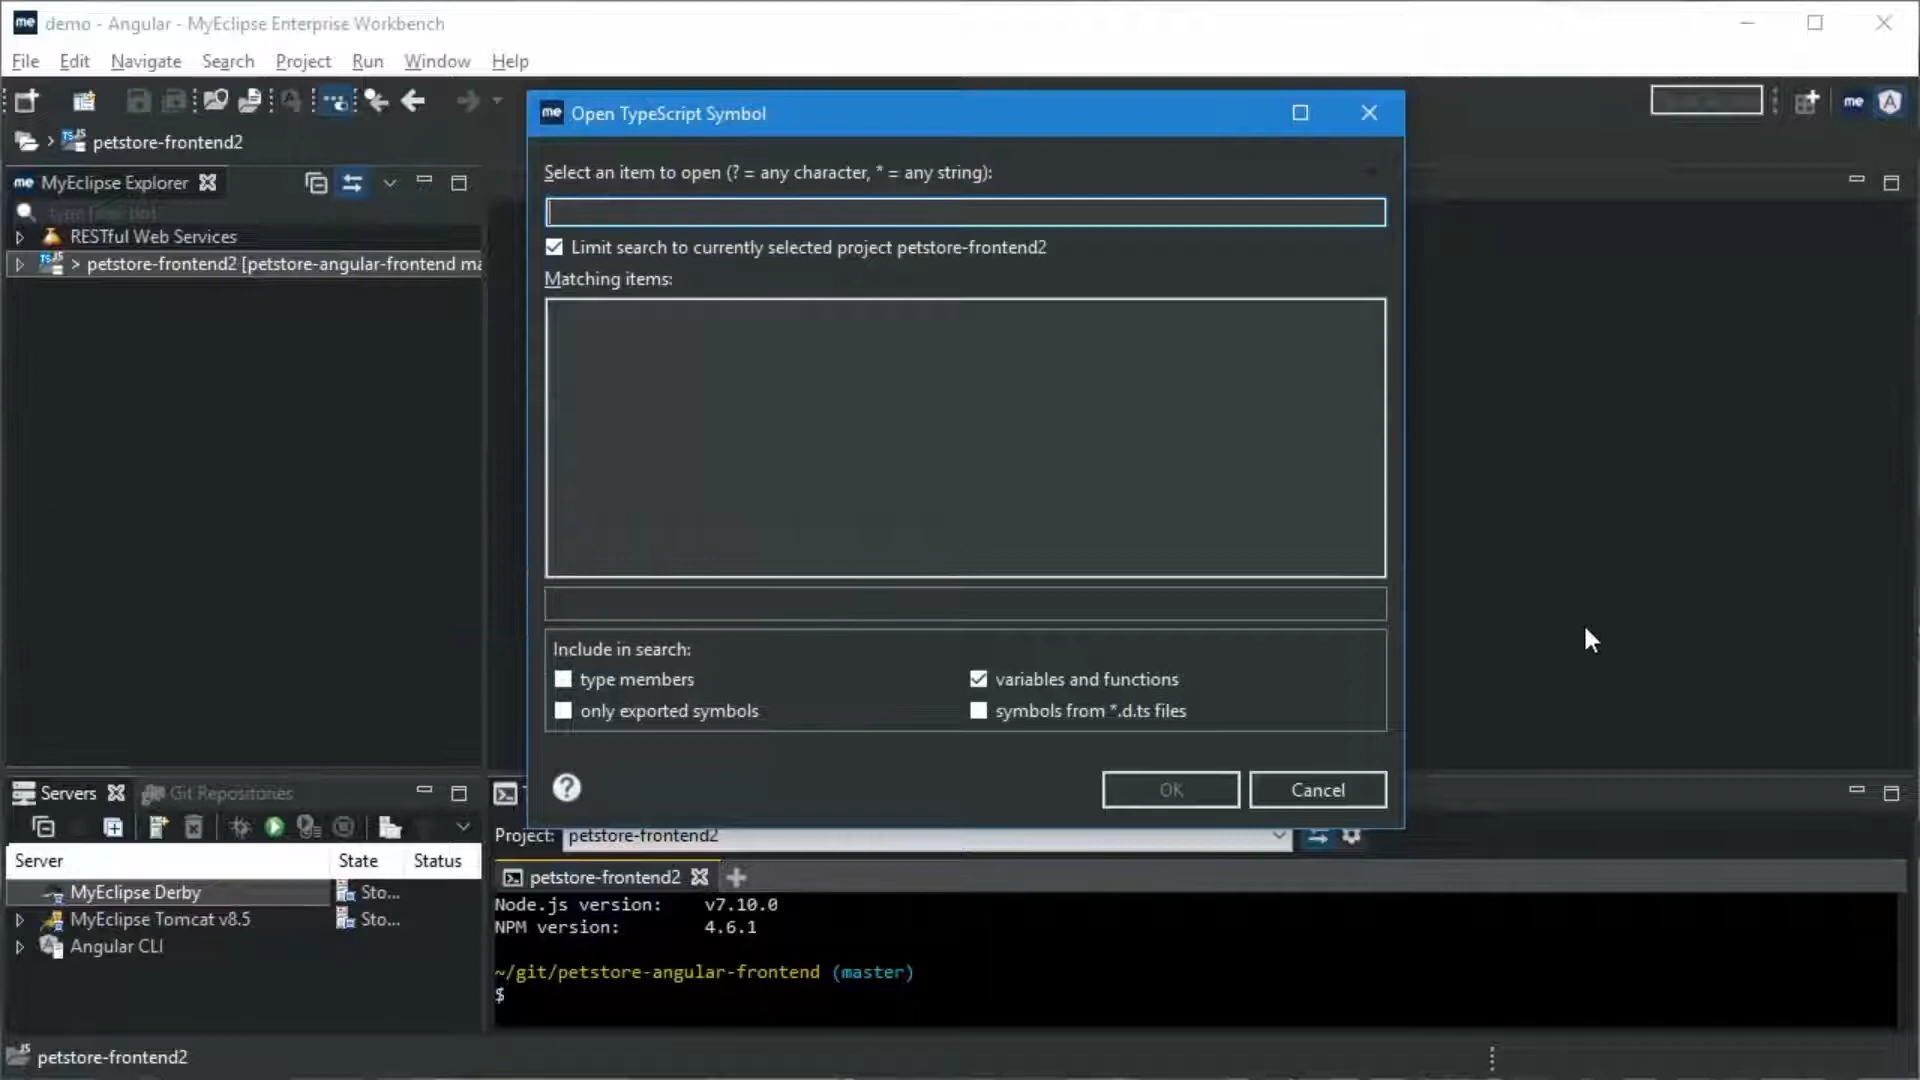 me demo - Angular - MyEclipse Enterprise Workbench
File Edit Navigate Search Project Run Window Help
petstore-frontend2
me
me MyEclipse Explorer
RESTful Web Services
> petstore-frontend2 [petstore-angular-frontend ma
me Open TypeScript Symbol
Select an item to open (? = any character, * = any string):
Limit search to currently selected project petstore-frontend2
Matching items:
Include in search:
type members
variables and functions
only exported symbols
symbols from *.d.ts files
OK
Cancel
Servers Git Repositories
Server State Status
MyEclipse Derby Sto...
MyEclipse Tomcat v8.5 Sto...
Angular CLI
Project: petstore-frontend2
petstore-frontend2
Node.js version: v7.10.0
NPM version: 4.6.1
~/git/petstore-angular-frontend (master)
$
petstore-frontend2